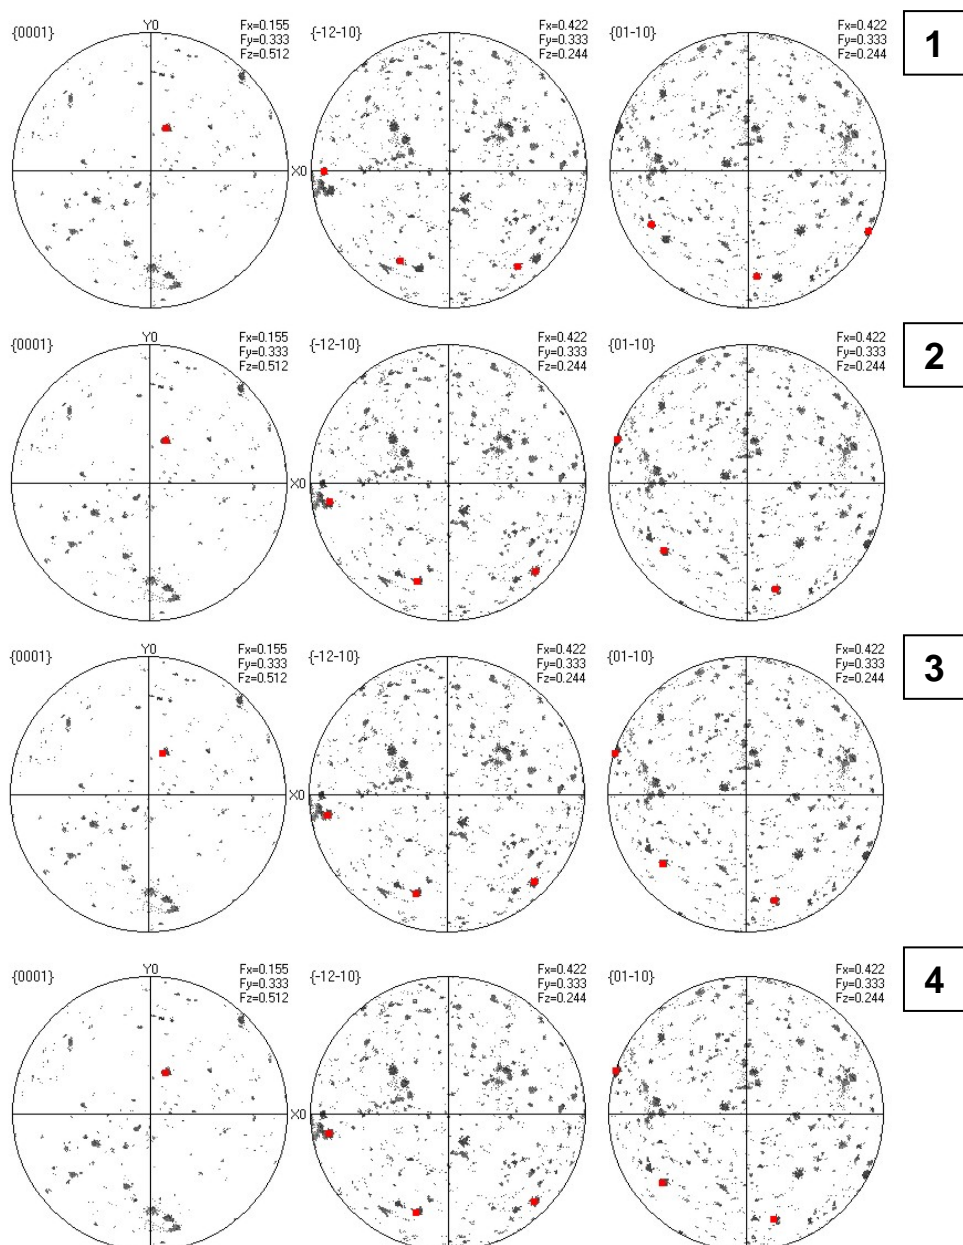 {0001} Y0 Fx=0.155 {-12-10} Fx=0.422 {01-10} Fx=0.422 1
Fy=0.333 Fy=0.333 Fy=0.333
Fz=0.512 Fz=0.244 Fz=0.244
X0
{0001} Y0 Fx=0.155 {-12-10} Fx=0.422 {01-10} Fx=0.422 2
Fy=0.333 Fy=0.333 Fy=0.333
Fz=0.512 Fz=0.244 Fz=0.244
X0
{0001} Y0 Fx=0.155 {-12-10} Fx=0.422 {01-10} Fx=0.422 3
Fy=0.333 Fy=0.333 Fy=0.333
Fz=0.512 Fz=0.244 Fz=0.244
X0
{0001} Y0 Fx=0.155 {-12-10} Fx=0.422 {01-10} Fx=0.422 4
Fy=0.333 Fy=0.333 Fy=0.333
Fz=0.512 Fz=0.244 Fz=0.244
X0